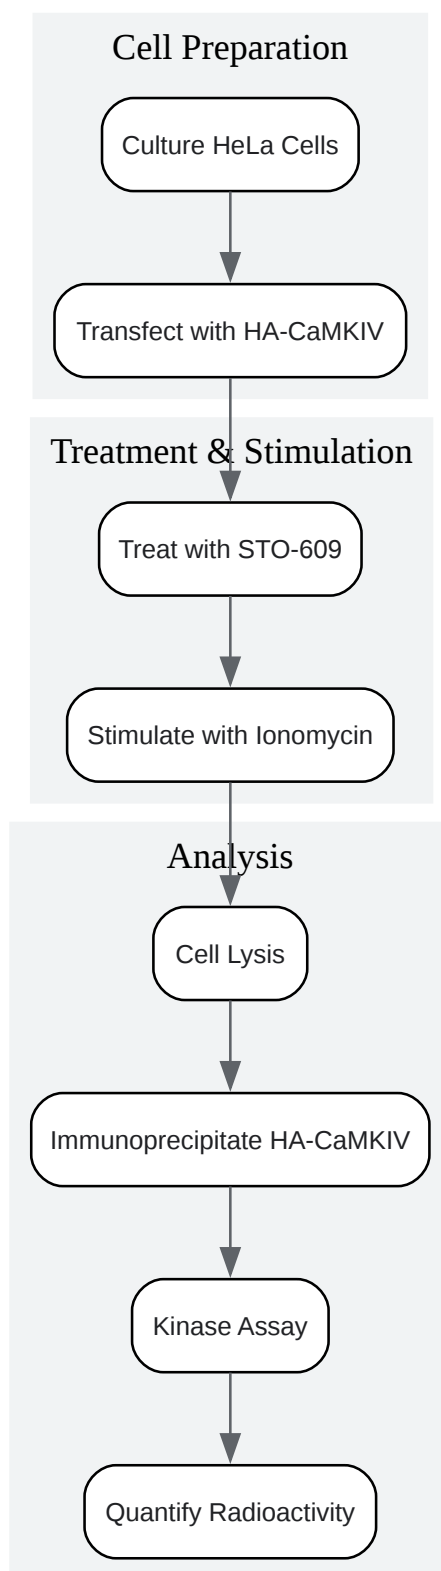 Cell Preparation
Culture HeLa Cells
Transfect with HA-CaMKIV
Treatment & Stimulation
Treat with STO-609
Stimulate with Ionomycin
Analysis
Cell Lysis
Immunoprecipitate HA-CaMKIV
Kinase Assay
Quantify Radioactivity